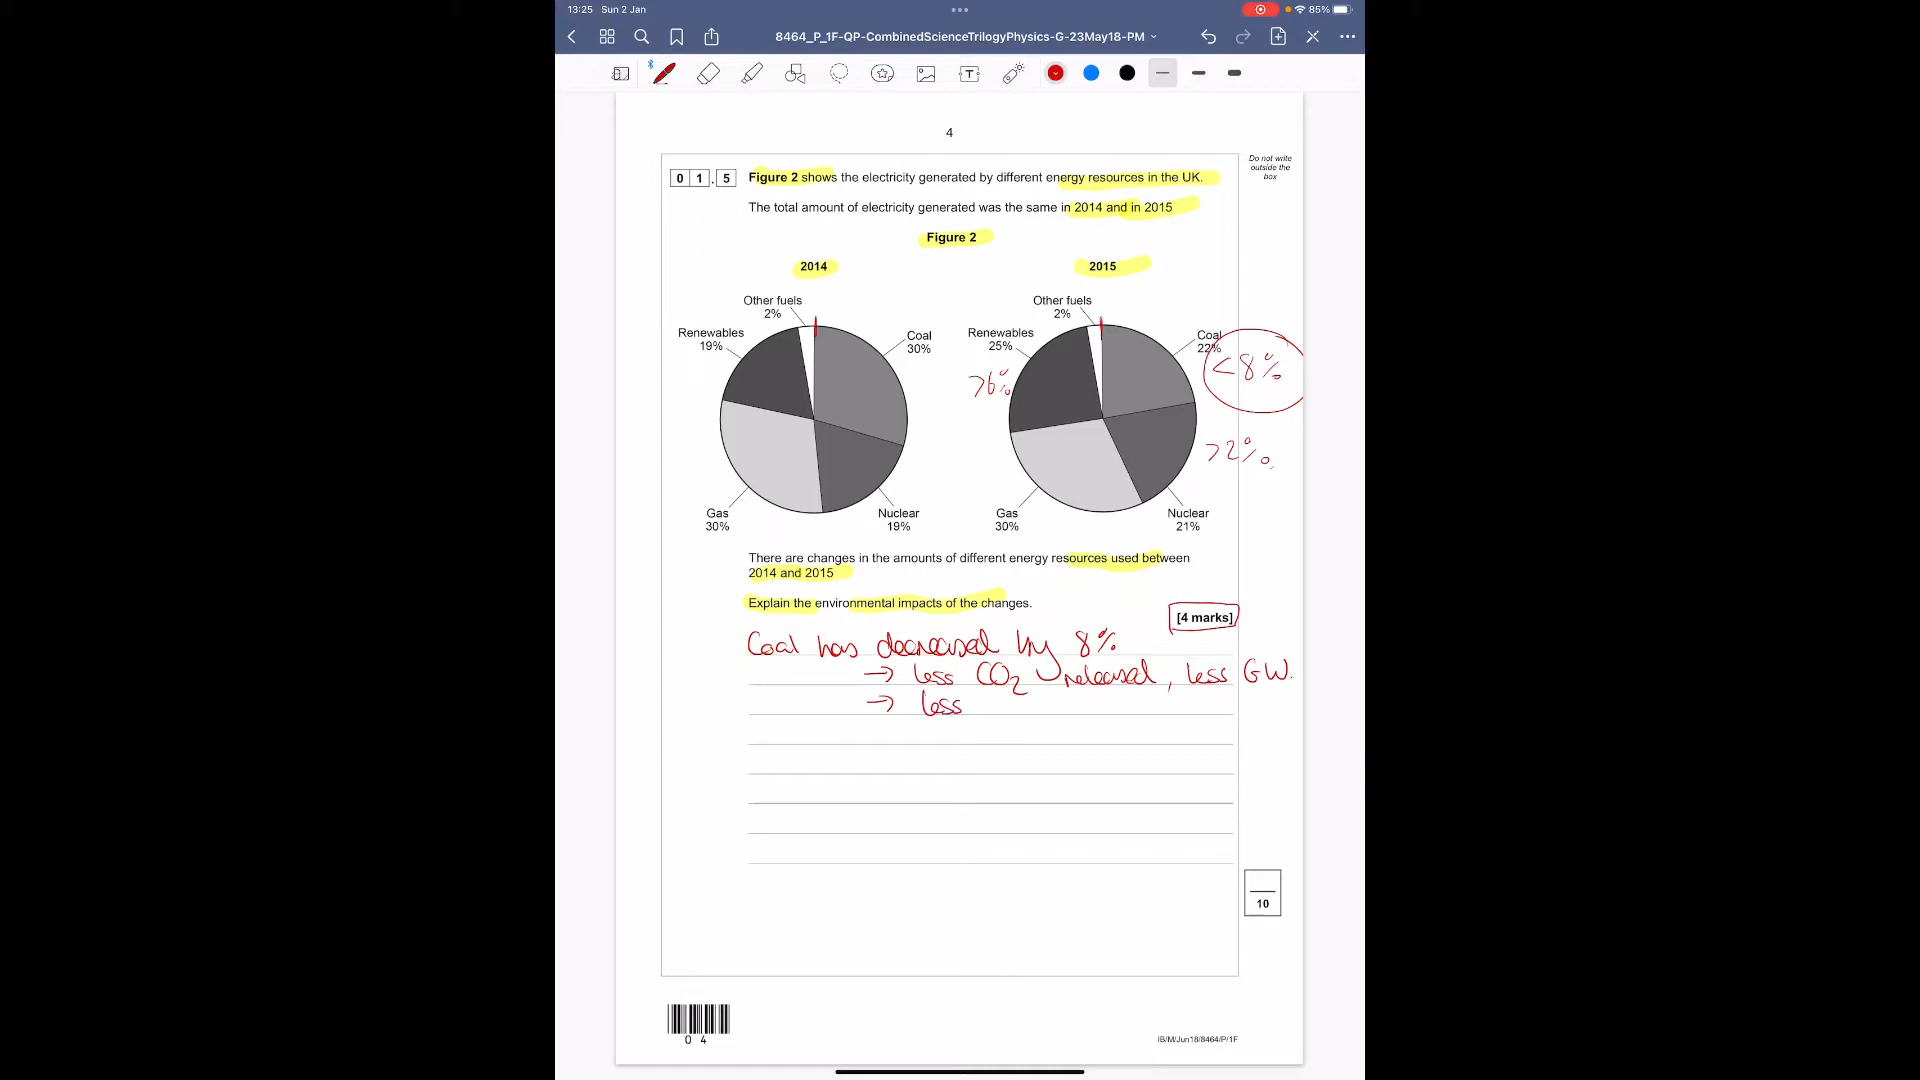 13:25 Sun 2 Jan
85%
8464_P_1F-QP-CombinedScienceTrilogyPhysics-G-23May18-PM
T
4
Do not write
outside the
box
0 1 . 5
Figure 2 shows the electricity generated by different energy resources in the UK.
The total amount of electricity generated was the same in 2014 and in 2015
Figure 2
2014
2015
Other fuels
2%
Renewables
19%
Coal
30%
Gas
30%
Nuclear
19%
Other fuels
2%
Renewables
25%
Coal
22%
Gas
30%
Nuclear
21%
>6%
<8%
>2%
There are changes in the amounts of different energy resources used between
2014 and 2015
Explain the environmental impacts of the changes.
[4 marks]
Coal has decreased by 8%
→ less CO2 released, less GW.
→ less
10
0 4
IB/M/Jun18/8464/P/1F